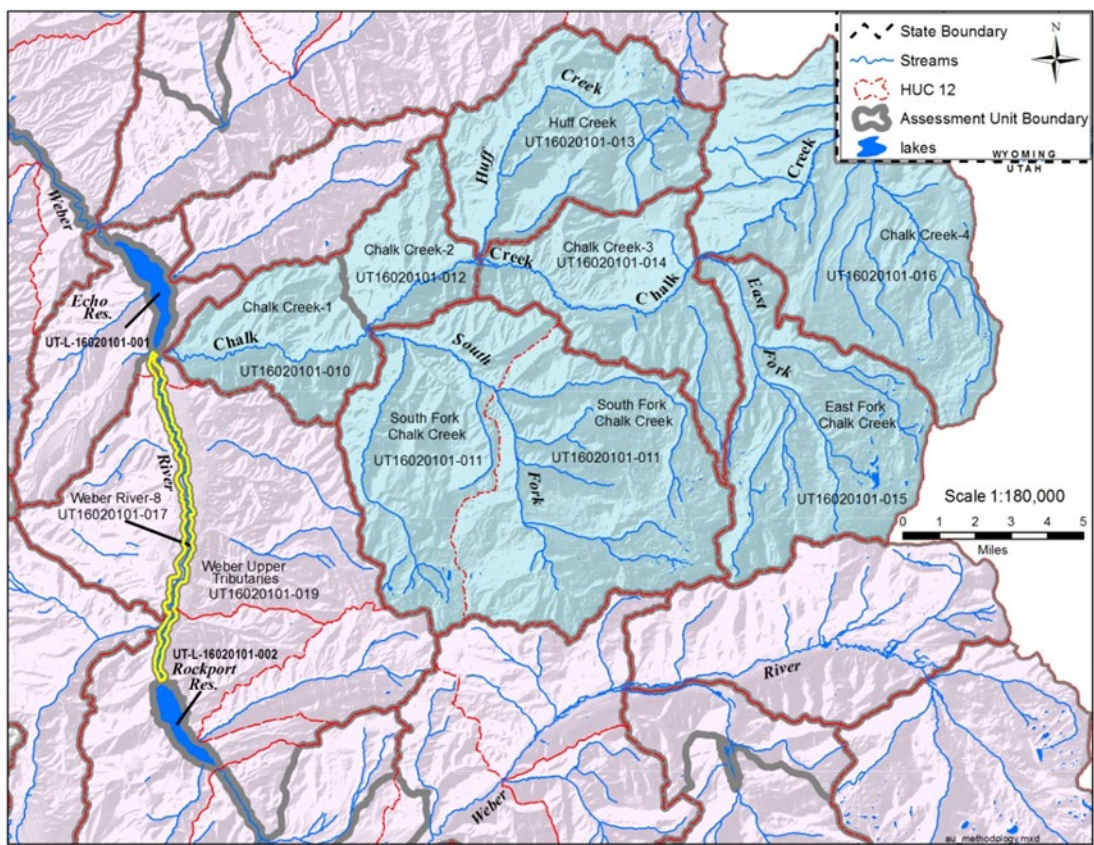 State Boundary
Streams
HUC 12
Assessment Unit Boundary
lakes
N
WYOMING
UTAH
Creek
Huff Creek
UT16020101-013
Huff
Creek
Weber
Chalk Creek-2
UT16020101-012
Creek
Chalk Creek-3
UT16020101-014
Chalk
Chalk Creek-4
UT16020101-016
East
Echo
Res.
UT-L-16020101-001
Chalk Creek-1
Chalk
UT16020101-010
South
Fork
South Fork
Chalk Creek
UT16020101-011
South Fork
Chalk Creek
UT16020101-011
Fork
East Fork
Chalk Creek
UT16020101-015
River
Weber River-8
UT16020101-017
Weber Upper
Tributaries
UT16020101-019
Scale 1:180,000
0 1 2 3 4 5
Miles
UT-L-16020101-002
Rockport
Res.
River
Weber
au_methodology.mxd